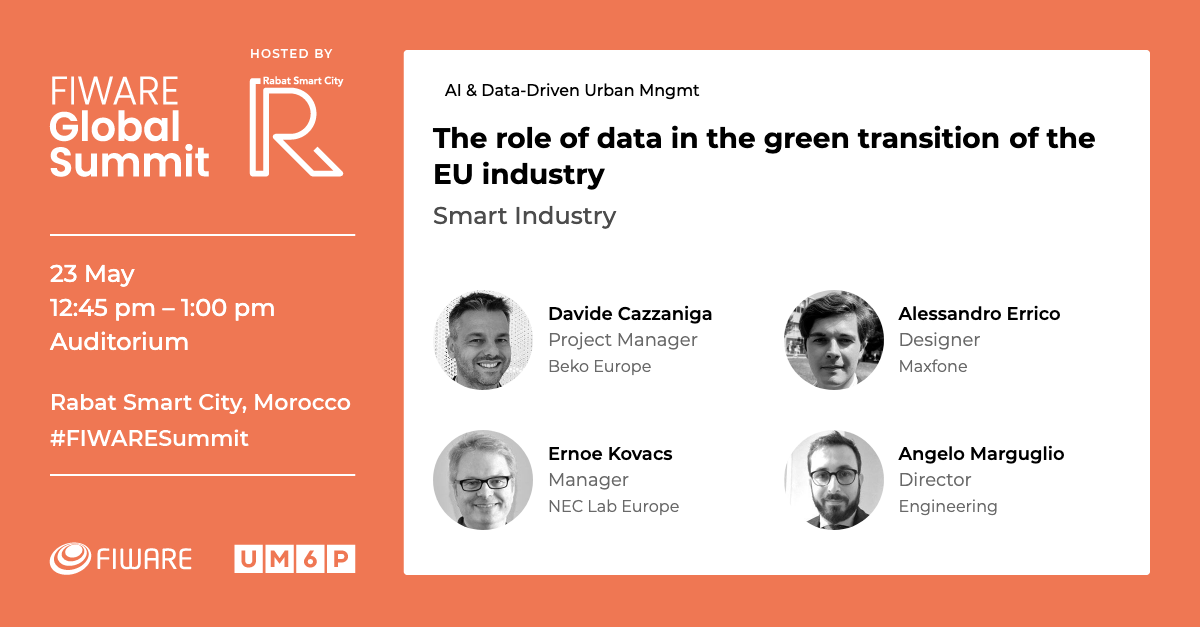 HOSTED BY
FIWARE
Global
Summit
Rabat Smart City
R
23 May
12:45 pm – 1:00 pm
Auditorium
Rabat Smart City, Morocco
#FIWARESummit
FIWARE
UM6P
AI & Data-Driven Urban Mngmt
The role of data in the green transition of the
EU industry
Smart Industry
Davide Cazzaniga
Project Manager
Beko Europe
Alessandro Errico
Designer
Maxfone
Ernoe Kovacs
Manager
NEC Lab Europe
Angelo Marguglio
Director
Engineering